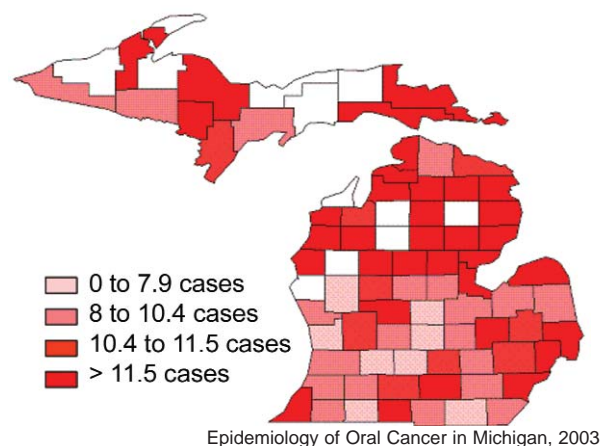 0 to 7.9 cases
8 to 10.4 cases
10.4 to 11.5 cases
> 11.5 cases
Epidemiology of Oral Cancer in Michigan, 2003